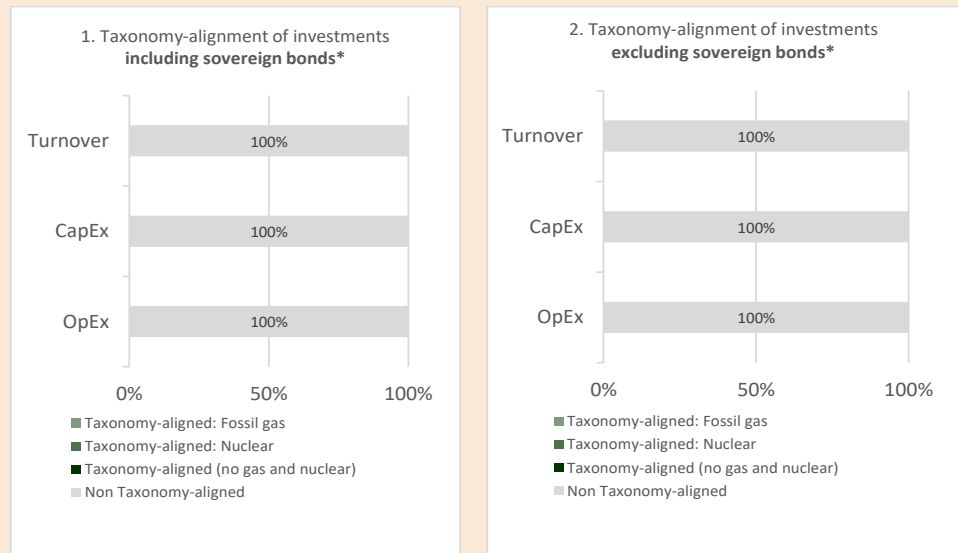 1. Taxonomy-alignment of investments
including sovereign bonds*
Turnover
100%
CapEx
100%
OpEx
100%
0%
50%
100%
Taxonomy-aligned: Fossil gas
Taxonomy-aligned: Nuclear
Taxonomy-aligned (no gas and nuclear)
Non Taxonomy-aligned
2. Taxonomy-alignment of investments
excluding sovereign bonds*
Turnover
100%
CapEx
100%
OpEx
100%
0%
50%
100%
Taxonomy-aligned: Fossil gas
Taxonomy-aligned: Nuclear
Taxonomy-aligned (no gas and nuclear)
Non Taxonomy-aligned